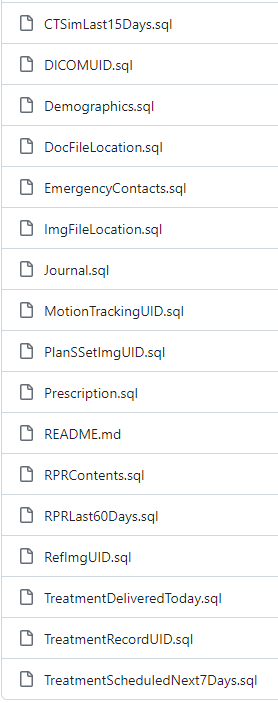 CTSimLast15Days.sql
DICOMUID.sql
Demographics.sql
DocFileLocation.sql
EmergencyContacts.sql
ImgFileLocation.sql
Journal.sql
MotionTrackingUID.sql
PlanSSetImgUID.sql
Prescription.sql
README.md
RPRContents.sql
RPRLast60Days.sql
RefImgUID.sql
TreatmentDeliveredToday.sql
TreatmentRecordUID.sql
TreatmentScheduledNext7Days.sql